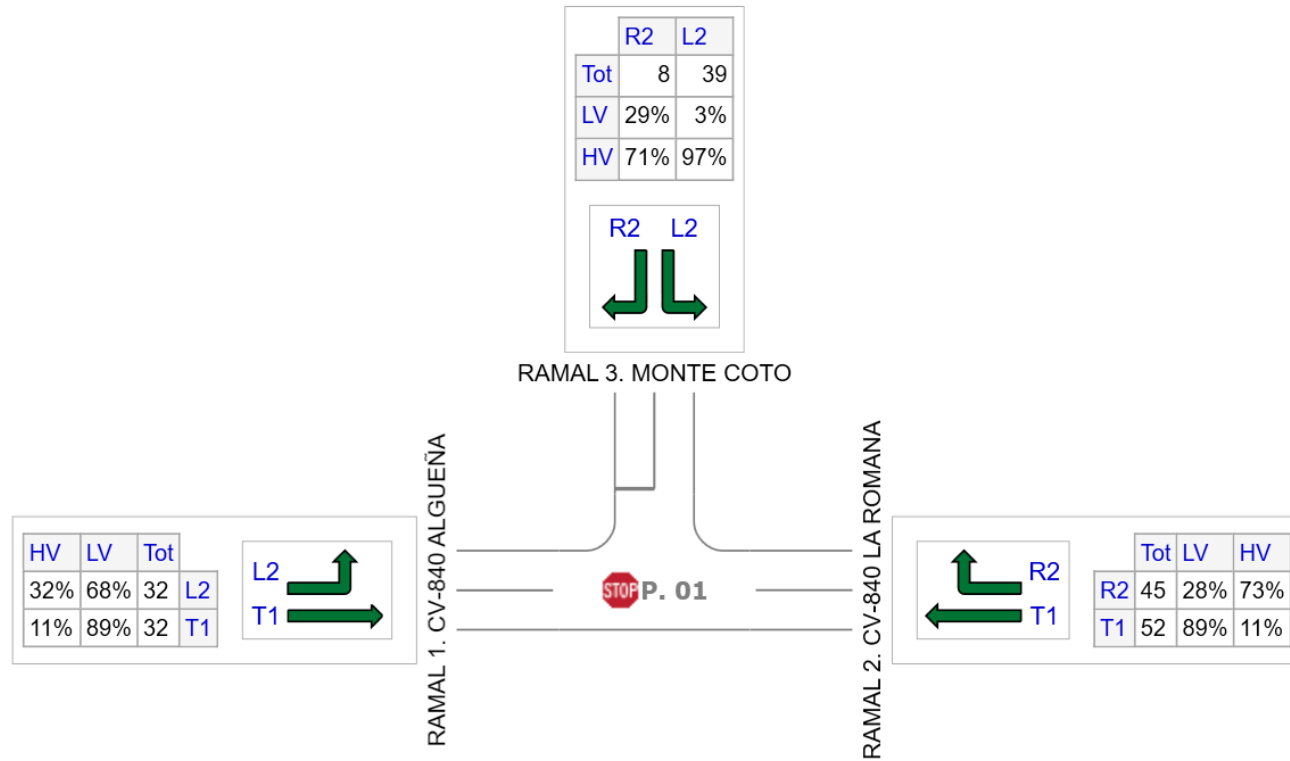 R2 L2
Tot 8 39
LV 29% 3%
HV 71% 97%
R2 L2
RAMAL 3. MONTE COTO
RAMAL 1. CV-840 ALGUEÑA
RAMAL 2. CV-840 LA ROMANA
HV LV Tot
32% 68% 32 L2
11% 89% 32 T1
L2
T1
STOP P. 01
R2
T1
Tot LV HV
R2 45 28% 73%
T1 52 89% 11%